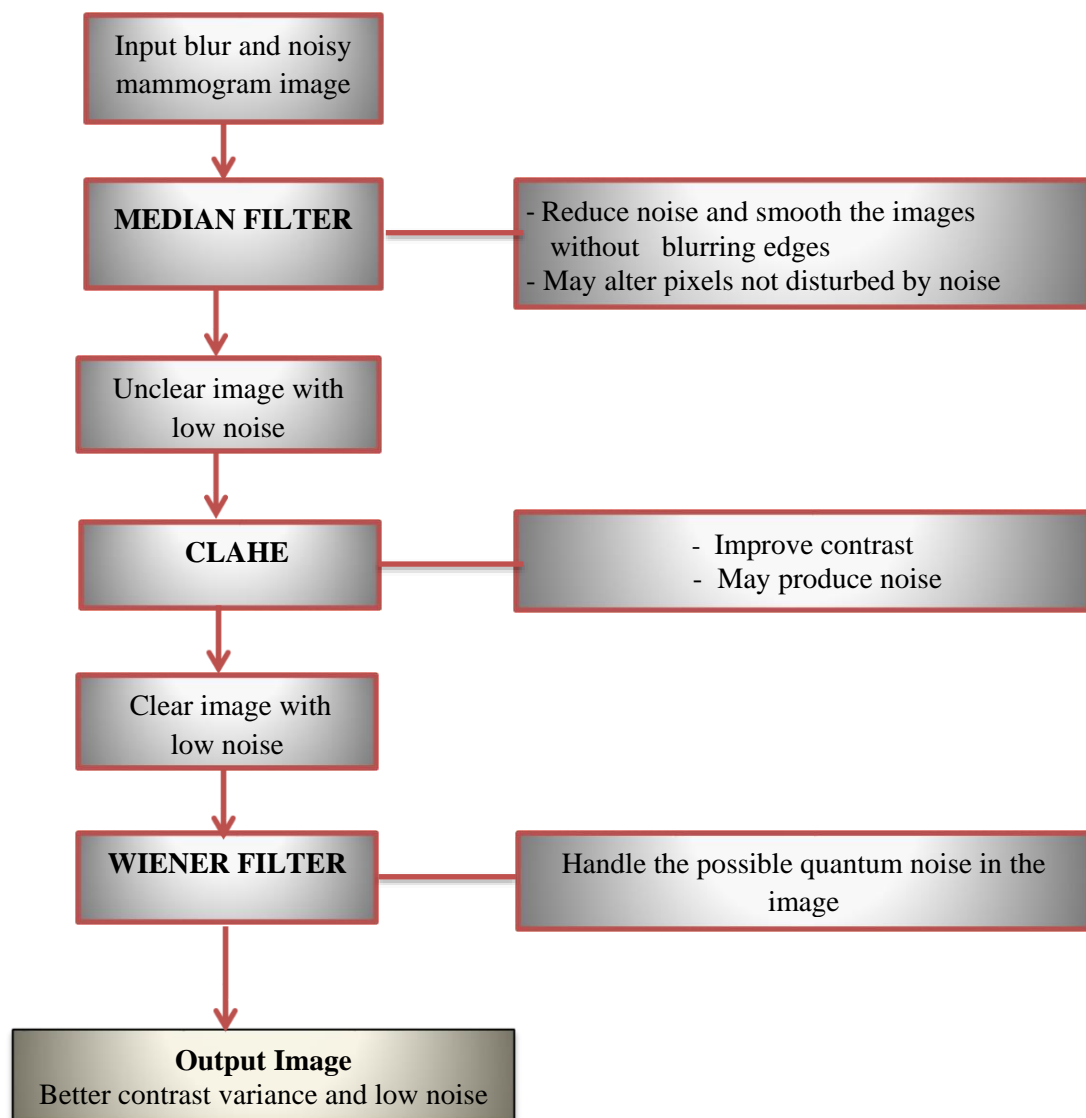 Input blur and noisy
mammogram image
MEDIAN FILTER
- Reduce noise and smooth the images
without blurring edges
- May alter pixels not disturbed by noise
Unclear image with
low noise
CLAHE
- Improve contrast
- May produce noise
Clear image with
low noise
WIENER FILTER
Handle the possible quantum noise in the
image
Output Image
Better contrast variance and low noise